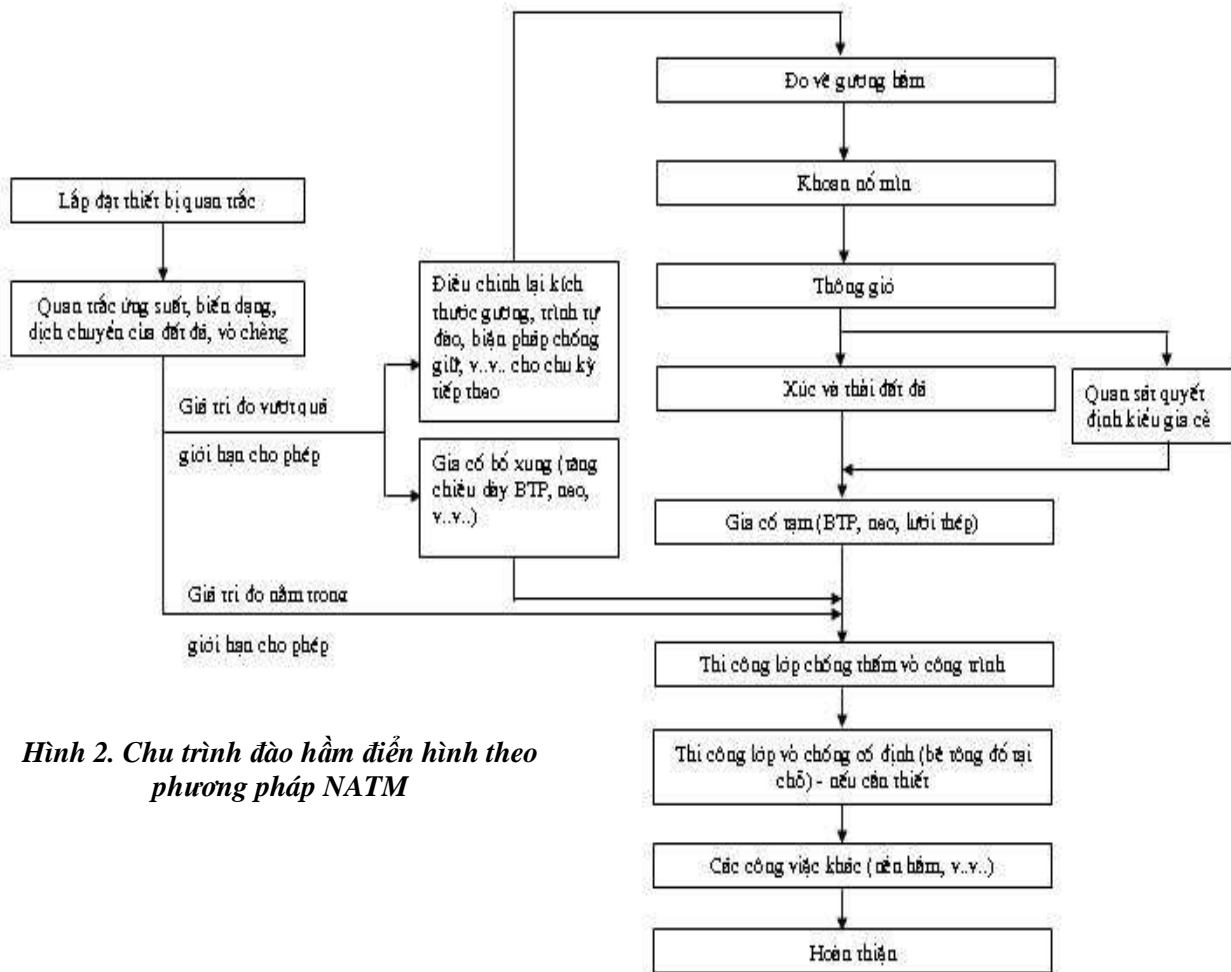 Đo vẽ gương hầm
Khoan nổ mìn
Lắp đặt thiết bị quan trắc
Thông gió
Quan trắc ứng suất, biến dạng,
dịch chuyển của đất đá, vỏ chống
Điều chỉnh lại kích
thước gương, trình tự
đào, biện pháp chống
giữ, v..v.. cho chu kỳ
tiếp theo
Xúc và thải đất đá
Quan sát quyết
định kiểu gia cố
Giá trị đo vượt quá
giới hạn cho phép
Gia cố bổ xung (tăng
chiều dày BTP, neo,
v..v..)
Gia cố tạm (BTP, neo, lưới thép)
Giá trị đo nằm trong
giới hạn cho phép
Thi công lớp chống thấm vỏ công trình
Thi công lớp vỏ chống cố định (bê tông đổ tại
chỗ) - nếu cần thiết
Hình 2. Chu trình đào hầm điển hình theo
phương pháp NATM
Các công việc khác (nền hầm, v..v..)
Hoàn thiện